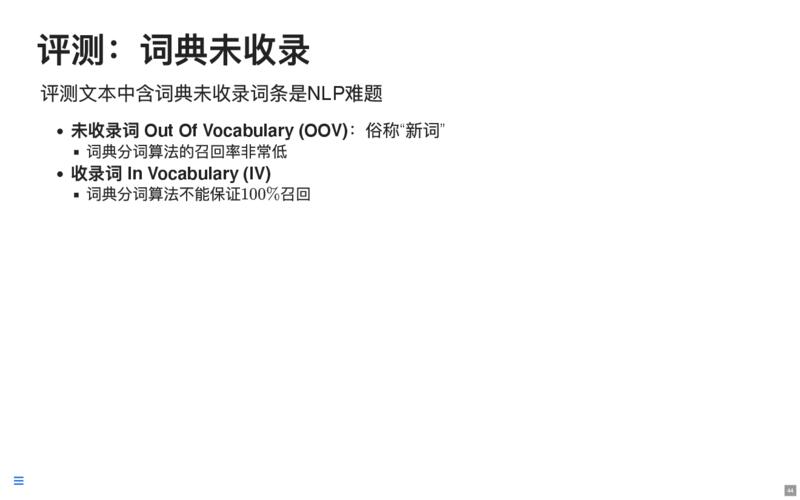 评测：词典未收录
评测文本中含词典未收录词条是NLP难题
• 未收录词 Out Of Vocabulary (OOV)：俗称“新词”
▪ 词典分词算法的召回率非常低
• 收录词 In Vocabulary (IV)
▪ 词典分词算法不能保证100%召回
44